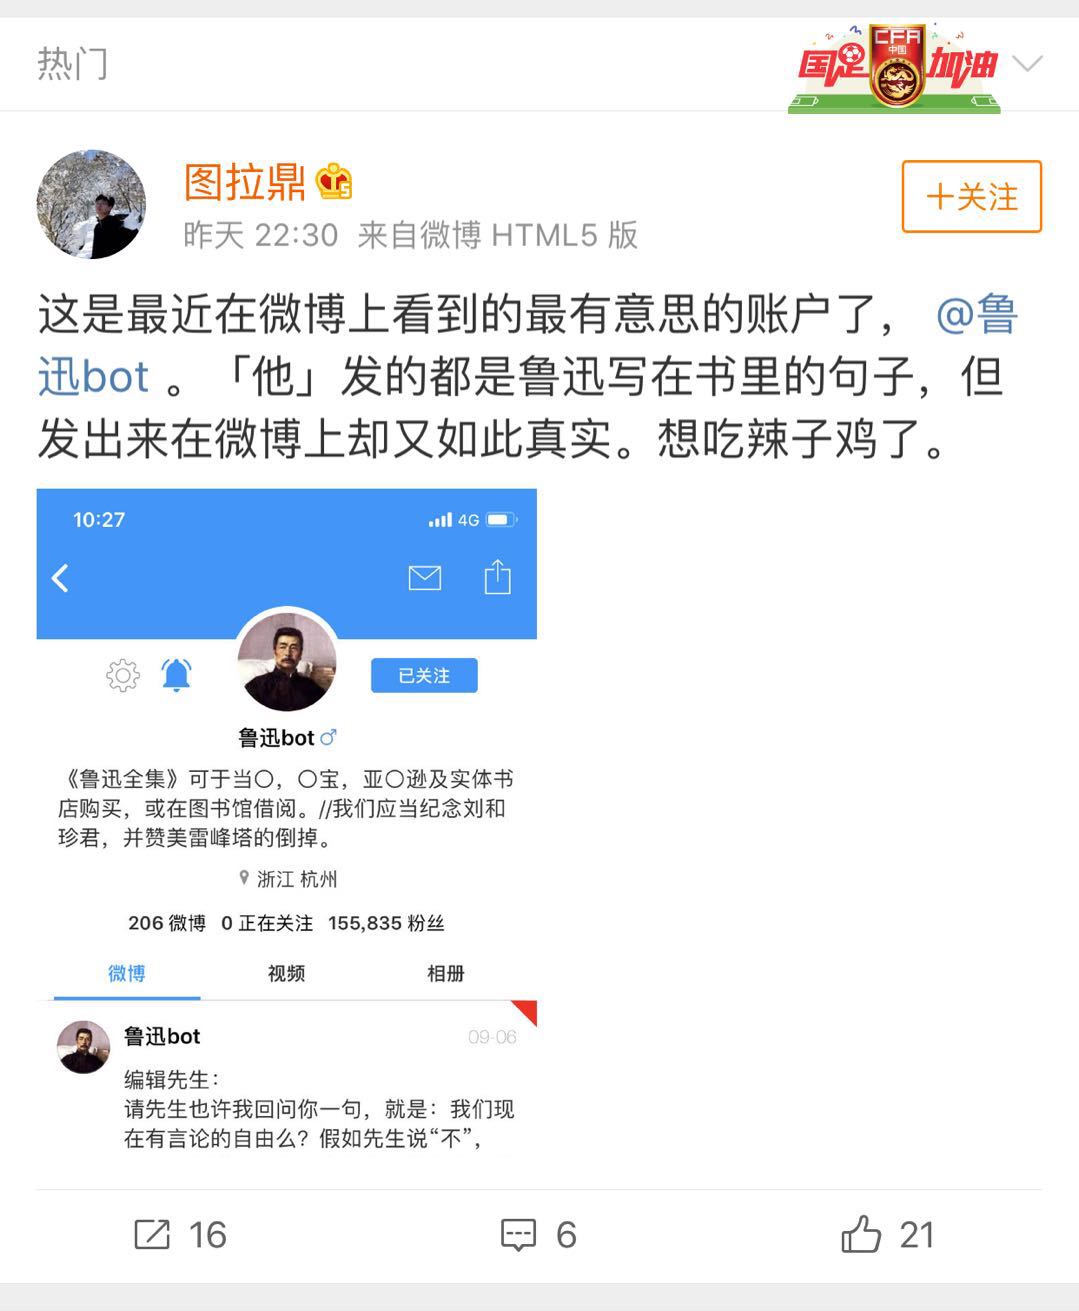 热门
国足 CFA 中国 加油
图拉鼎 5
昨天 22:30 来自微博 HTML5 版
+关注
这是最近在微博上看到的最有意思的账户了， @鲁
迅bot 。「他」发的都是鲁迅写在书里的句子，但
发出来在微博上却又如此真实。想吃辣子鸡了。
10:27
4G
已关注
鲁迅bot♂
《鲁迅全集》可于当〇，〇宝，亚〇逊及实体书
店购买，或在图书馆借阅。//我们应当纪念刘和
珍君，并赞美雷峰塔的倒掉。
浙江 杭州
206 微博 0 正在关注 155,835 粉丝
微博 视频 相册
鲁迅bot 09-06
编辑先生：
请先生也许我回问你一句，就是：我们现
在有言论的自由么？假如先生说“不”，
16 6 21